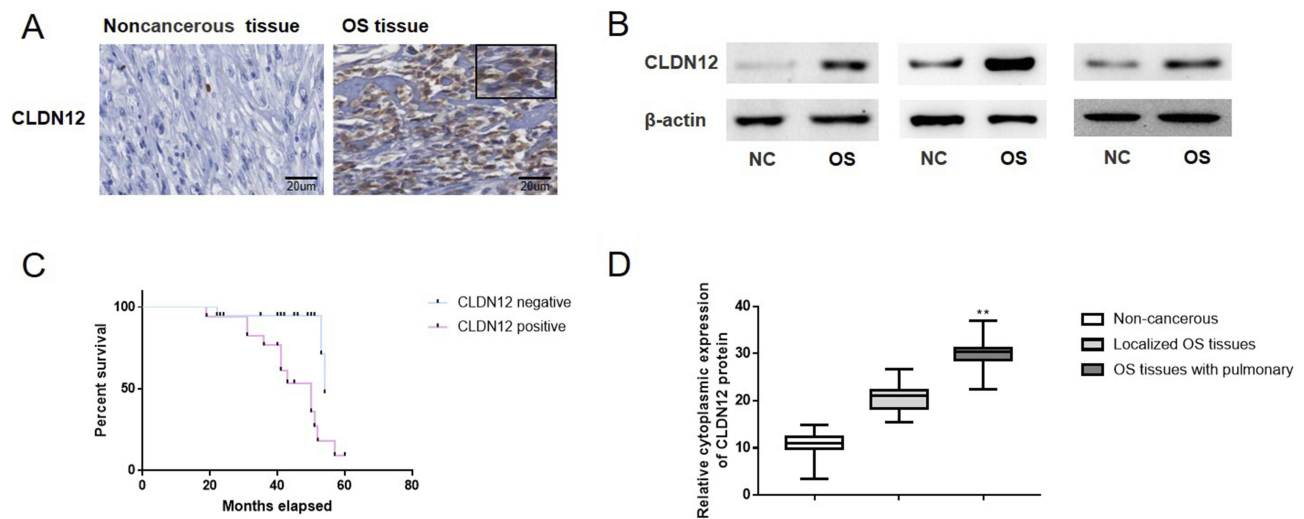 A
Noncancerous tissue
OS tissue
CLDN12
20um
20um
B
CLDN12
β-actin
NC
OS
NC
OS
NC
OS
C
Percent survival
100
50
0
0
20
40
60
80
Months elapsed
CLDN12 negative
CLDN12 positive
D
Relative cytoplasmic expression
of CLDN12 protein
40
30
20
10
0
**
Non-cancerous
Localized OS tissues
OS tissues with pulmonary